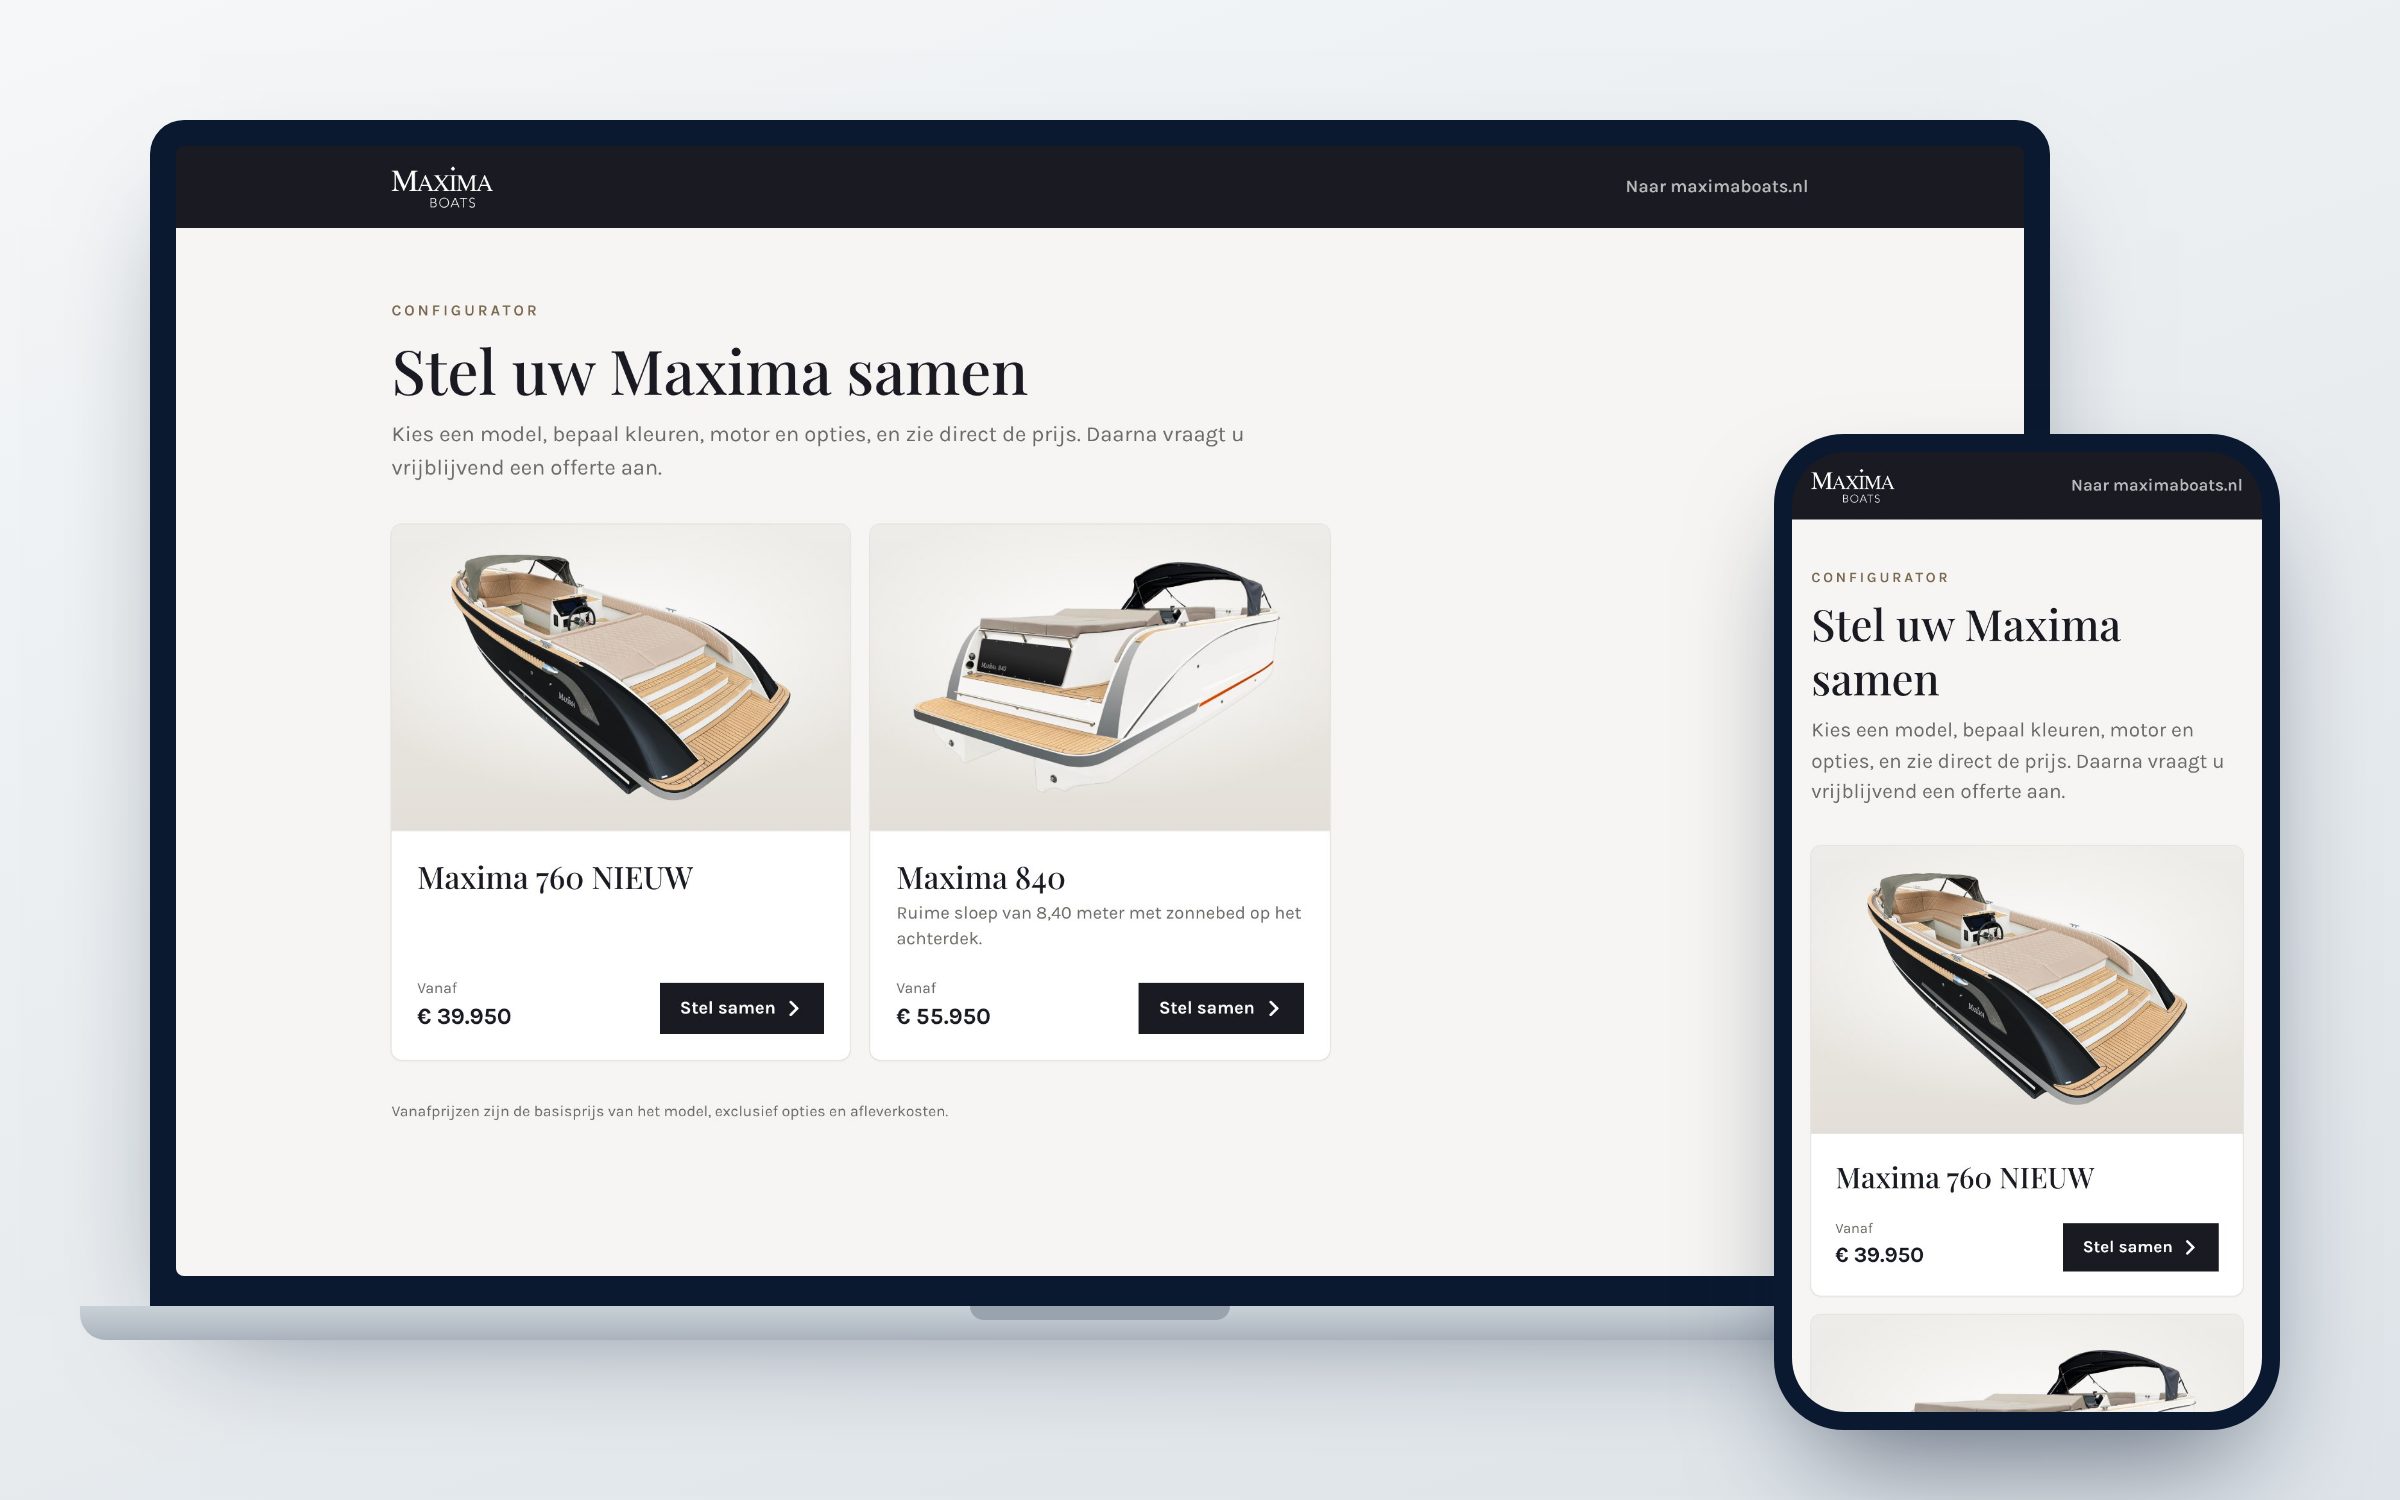 MAXIMA
BOATS
Naar maximaboats.nl
CONFIGURATOR
Stel uw Maxima samen
Kies een model, bepaal kleuren, motor en opties, en zie direct de prijs. Daarna vraagt u
vrijblijvend een offerte aan.
Maxima
Maxima 840
Maxima 760 NIEUW
Vanaf
€ 39.950
Stel samen
Maxima 840
Ruime sloep van 8,40 meter met zonnebed op het
achterdek.
Vanaf
€ 55.950
Stel samen
Vanafprijzen zijn de basisprijs van het model, exclusief opties en afleverkosten.
MAXIMA
BOATS
Naar maximaboats.nl
CONFIGURATOR
Stel uw Maxima
samen
Kies een model, bepaal kleuren, motor en
opties, en zie direct de prijs. Daarna vraagt u
vrijblijvend een offerte aan.
Maxima
Maxima 760 NIEUW
Vanaf
€ 39.950
Stel samen